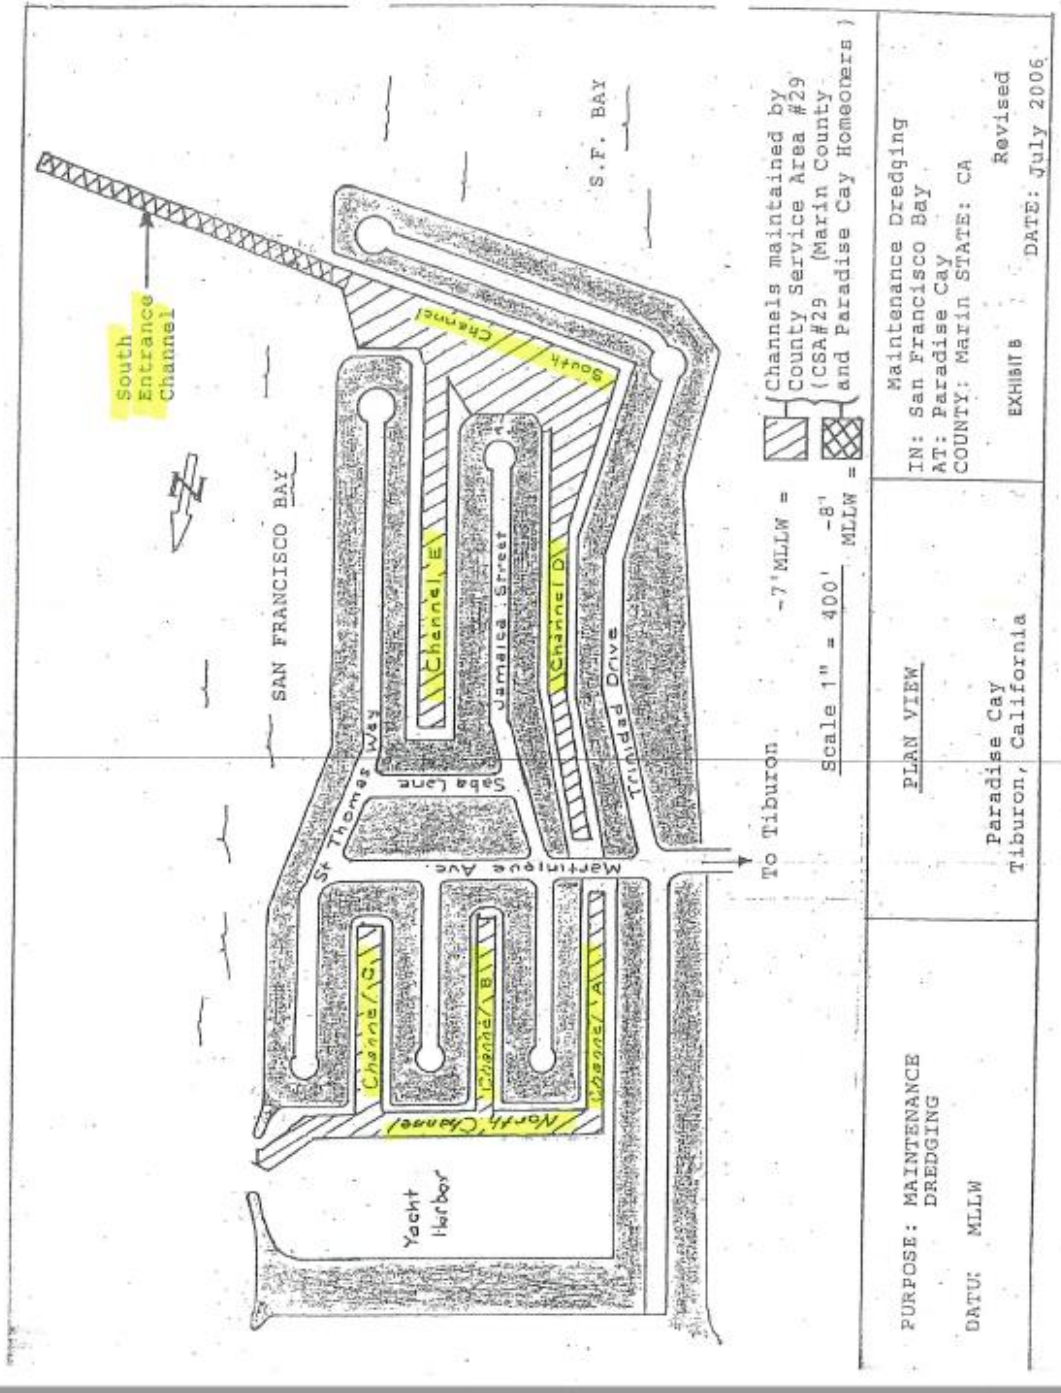 South
Entrance
Channel
SAN FRANCISCO BAY
S.F. BAY
South Channel
Channel E
Jamaica Srreet
Channel D
Trinidad Drive
St Thomas Way
Saba Lane
Martinique Ave.
Channel C
Channel B
Channel A
North Channel
Yacht
Harbor
N
To Tiburon
-7'MLLW =
Channels maintained by
County Service Area #29
(CSA#29 (Marin County
and Paradise Cay Homeoners )
Scale 1" = 400'
-8'
MLLW =
PURPOSE: MAINTENANCE
DREDGING
DATU: MLLW
PLAN VIEW
Paradise Cay
Tiburon, California
Maintenance Dredging
IN: San Francisco Bay
AT: Paradise Cay
COUNTY: Marin STATE: CA
EXHIBIT B
Revised
DATE: July 2006